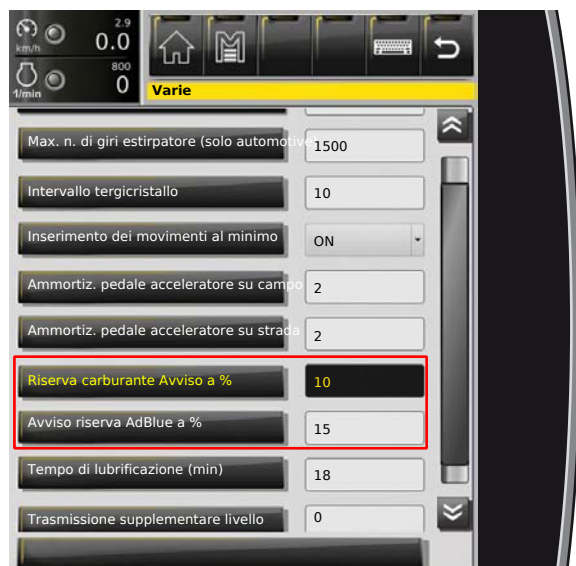 2.9
km/h 0.0
800
1/min 0
Varie
Max. n. di giri estirpatore (solo automotive) 1500
Intervallo tergicristallo 10
Inserimento dei movimenti al minimo ON
Ammortiz. pedale acceleratore su campo 2
Ammortiz. pedale acceleratore su strada 2
Riserva carburante Avviso a % 10
Avviso riserva AdBlue a % 15
Tempo di lubrificazione (min) 18
Trasmissione supplementare livello 0